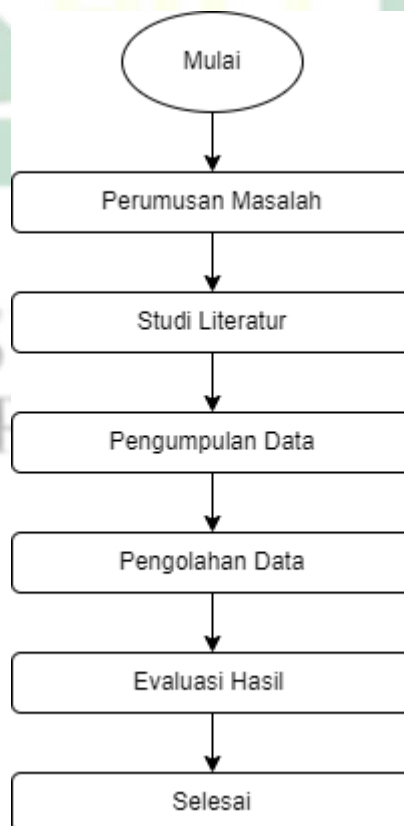 Mulai
Perumusan Masalah
Studi Literatur
Pengumpulan Data
Pengolahan Data
Evaluasi Hasil
Selesai